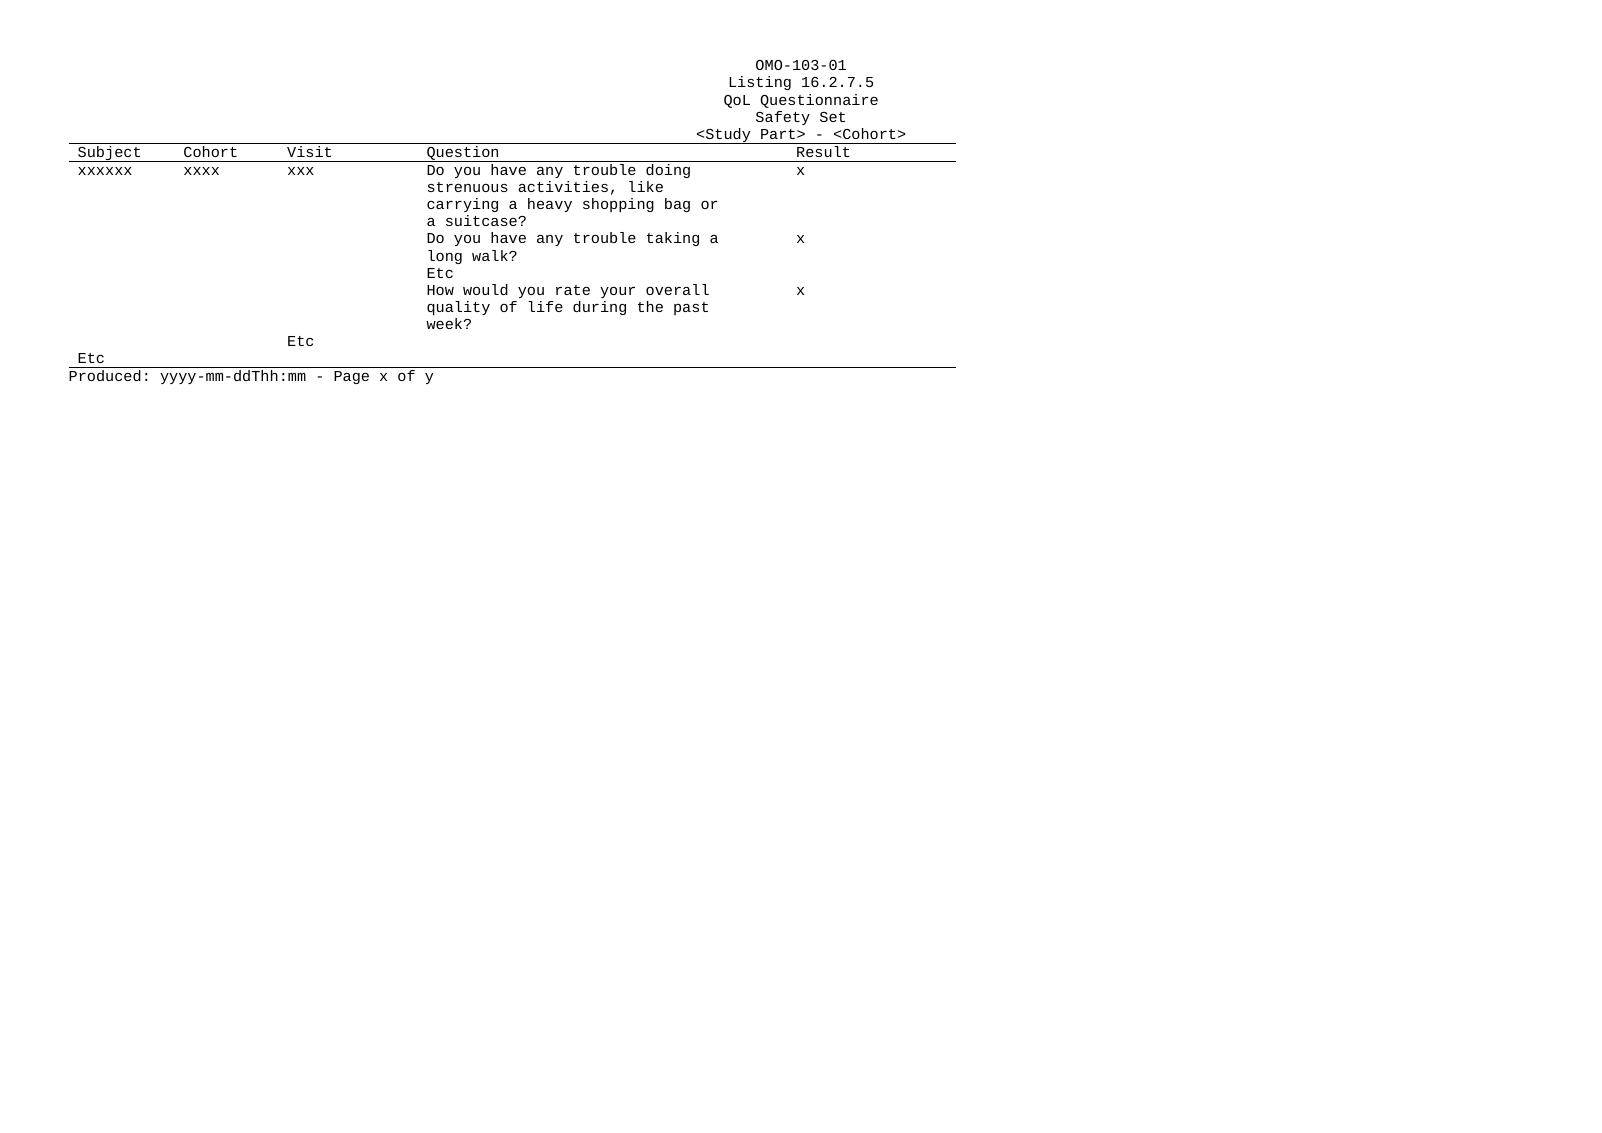 OMO-103-01
Listing 16.2.7.5
QoL Questionnaire
Safety Set
<Study Part> - <Cohort>
Subject Cohort Visit Question Result
xxxxxx xxxx xxx Do you have any trouble doing x
strenuous activities, like
carrying a heavy shopping bag or
a suitcase?
Do you have any trouble taking a x
long walk?
Etc
How would you rate your overall x
quality of life during the past
week?
Etc
Etc
Produced: yyyy-mm-ddThh:mm - Page x of y